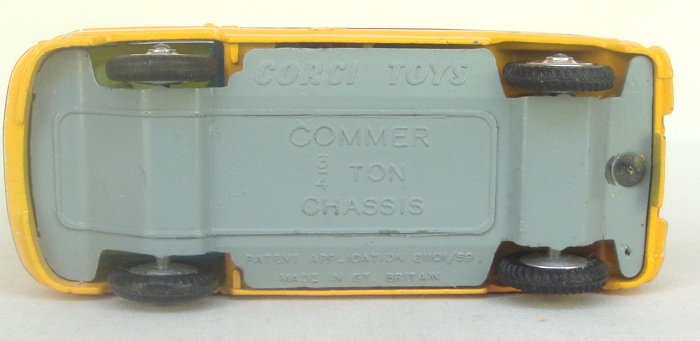 CORGI TOYS
COMMER
3/4 TON
CHASSIS
PATENT APPLICATION 21101/59
MADE IN GT. BRITAIN